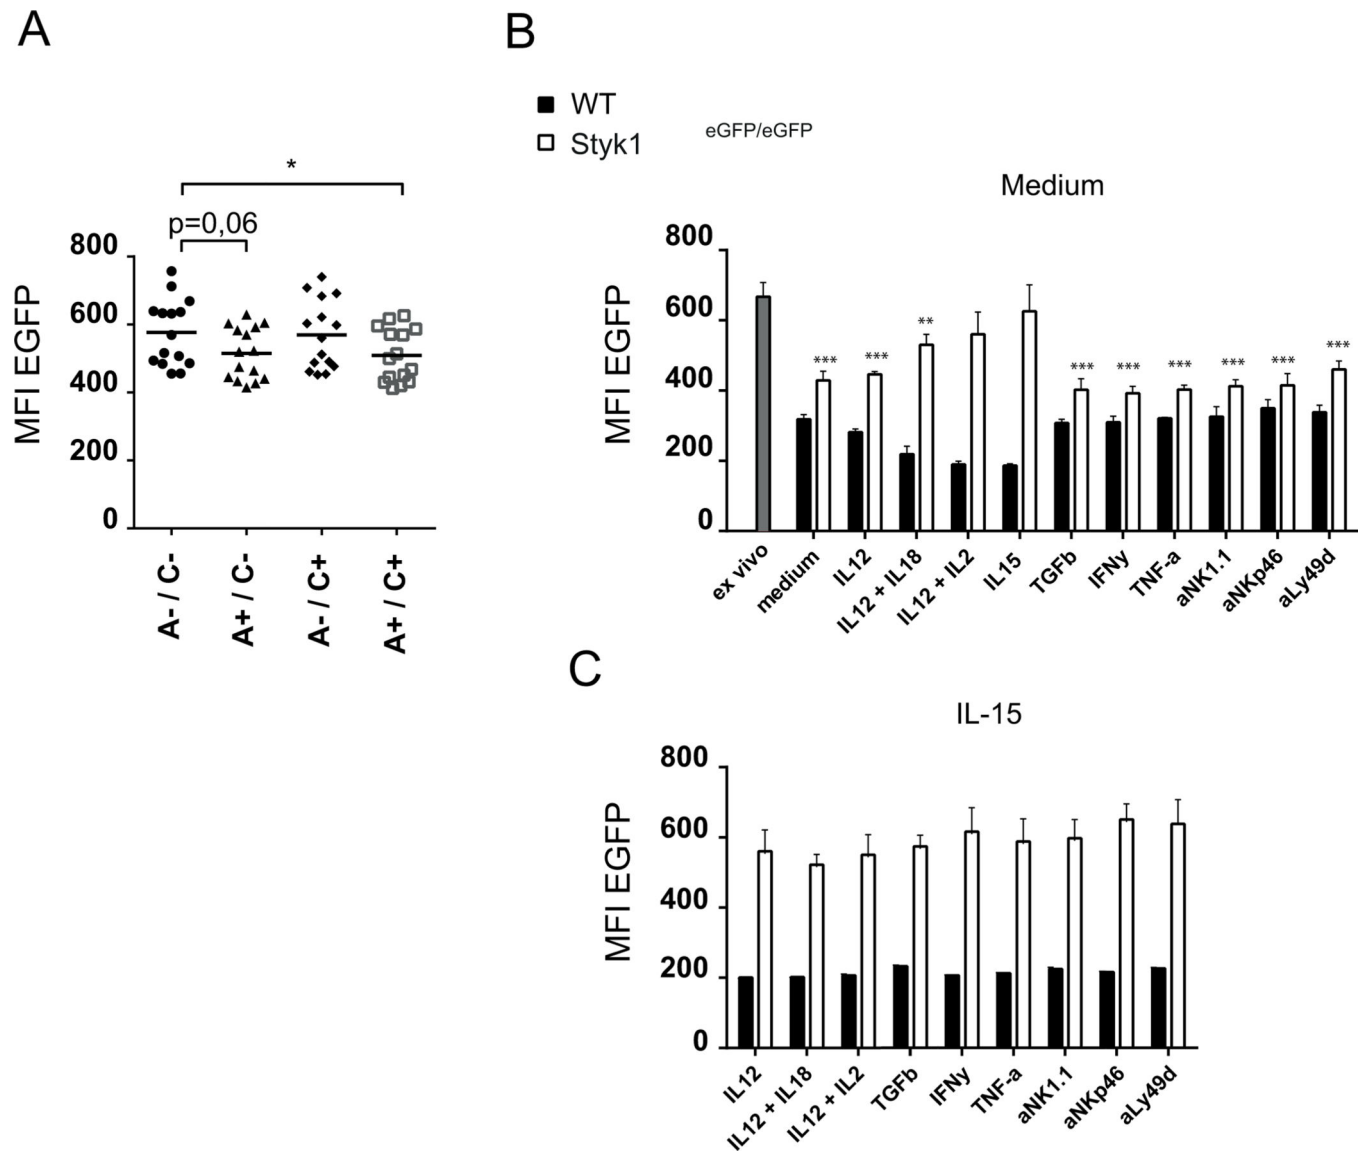 A
B
WT
Styk1
eGFP/eGFP
*
p=0,06
MFI EGFP
800
600
400
200
0
A- / C-
A+ / C-
A- / C+
A+ / C+
Medium
MFI EGFP
800
600
400
200
0
***
***
**
***
***
***
***
***
***
ex vivo
medium
IL12
IL12 + IL18
IL12 + IL2
IL15
TGFb
IFNy
TNF-a
aNK1.1
aNKp46
aLy49d
C
IL-15
MFI EGFP
800
600
400
200
0
IL12
IL12 + IL18
IL12 + IL2
TGFb
IFNy
TNF-a
aNK1.1
aNKp46
aLy49d